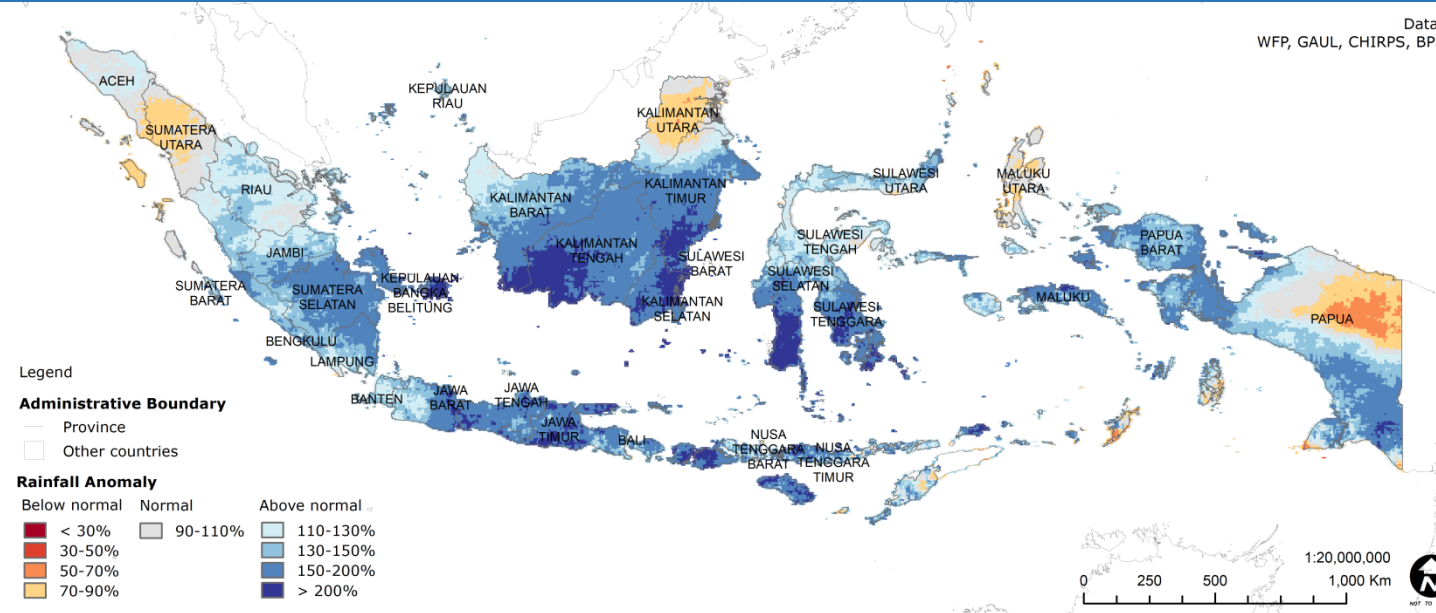 Data
WFP, GAUL, CHIRPS, BP
ACEH
SUMATERA
UTARA
RIAU
KEPULAUAN
RIAU
JAMBI
SUMATERA
BARAT
SUMATERA
SELATAN
KEPULAUAN
BANGKA
BELITUNG
BENGKULU
LAMPUNG
BANTEN
JAWA
BARAT
JAWA
TENGAH
JAWA
TIMUR
BALI
NUSA
TENGGARA
BARAT
NUSA
TENGGARA
TIMUR
KALIMANTAN
UTARA
KALIMANTAN
BARAT
KALIMANTAN
TIMUR
KALIMANTAN
TENGAH
KALIMANTAN
SELATAN
SULAWESI
BARAT
SULAWESI
UTARA
SULAWESI
TENGAH
SULAWESI
SELATAN
SULAWESI
TENGGARA
MALUKU
UTARA
MALUKU
PAPUA
BARAT
PAPUA
Legend
Administrative Boundary
Province
Other countries
Rainfall Anomaly
Below normal Normal Above normal
< 30% 90-110% 110-130%
30-50% 130-150%
50-70% 150-200%
70-90% > 200%
1:20,000,000
0 250 500 1,000 Km
N
NOT TO